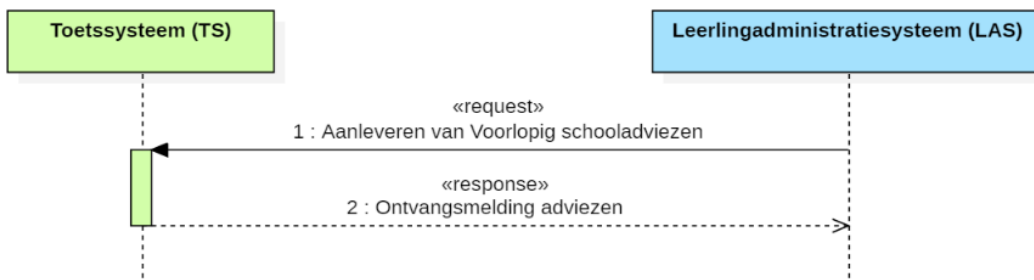 Toetssysteem (TS)
Leerlingadministratiesysteem (LAS)
«request»
1 : Aanleveren van Voorlopig schooladviezen
«response»
2 : Ontvangsmelding adviezen